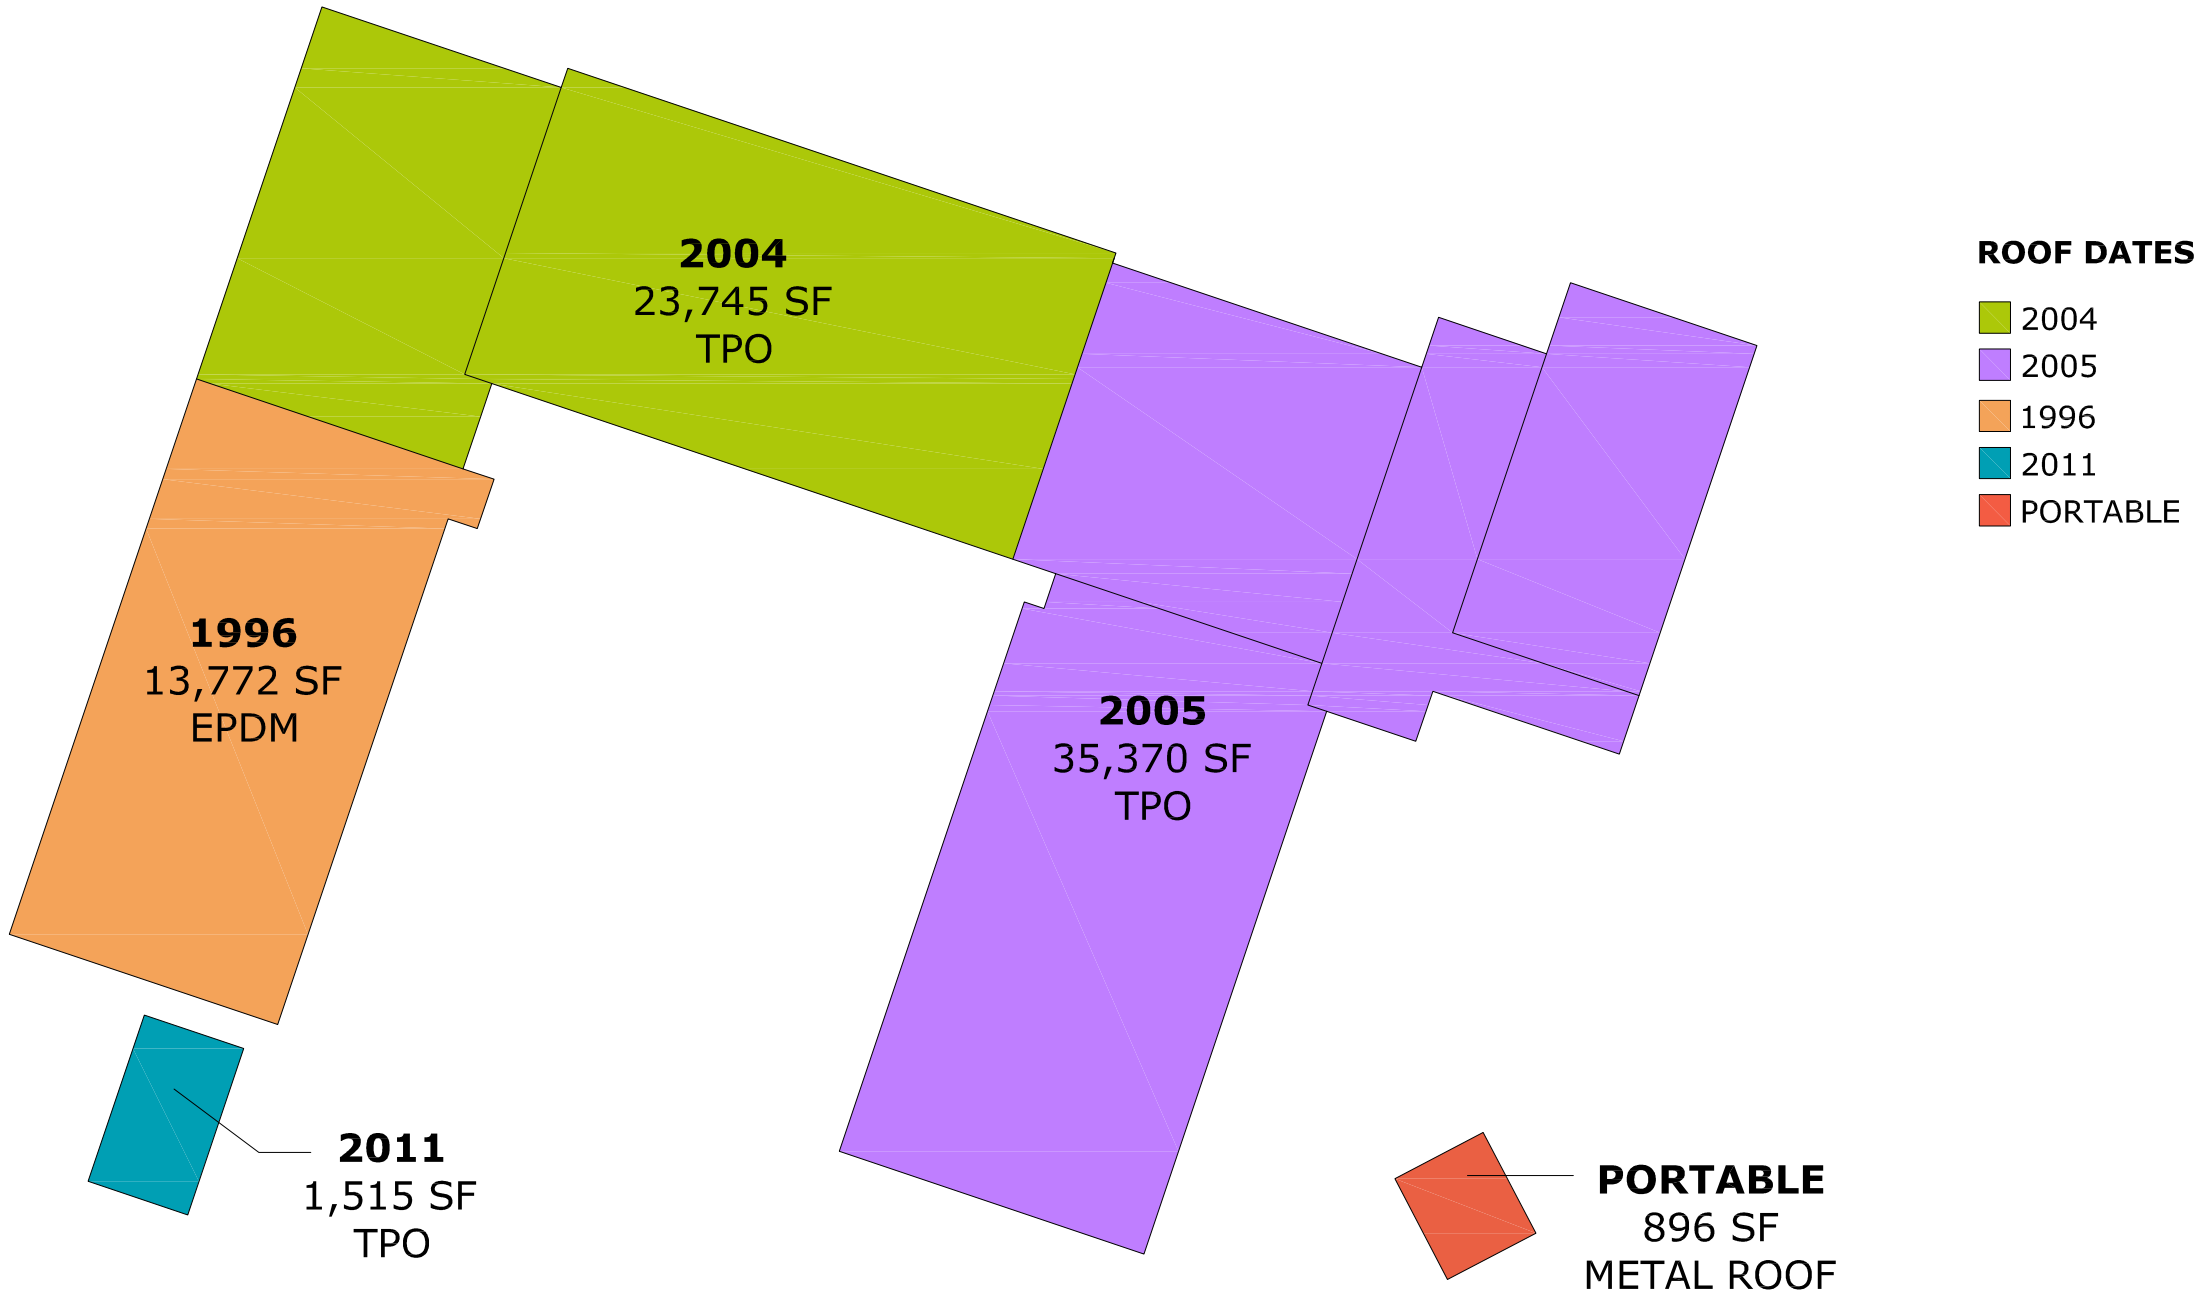 2004
23,745 SF
TPO
ROOF DATES
2004
2005
1996
2011
PORTABLE
1996
13,772 SF
EPDM
2005
35,370 SF
TPO
2011
1,515 SF
TPO
PORTABLE
896 SF
METAL ROOF